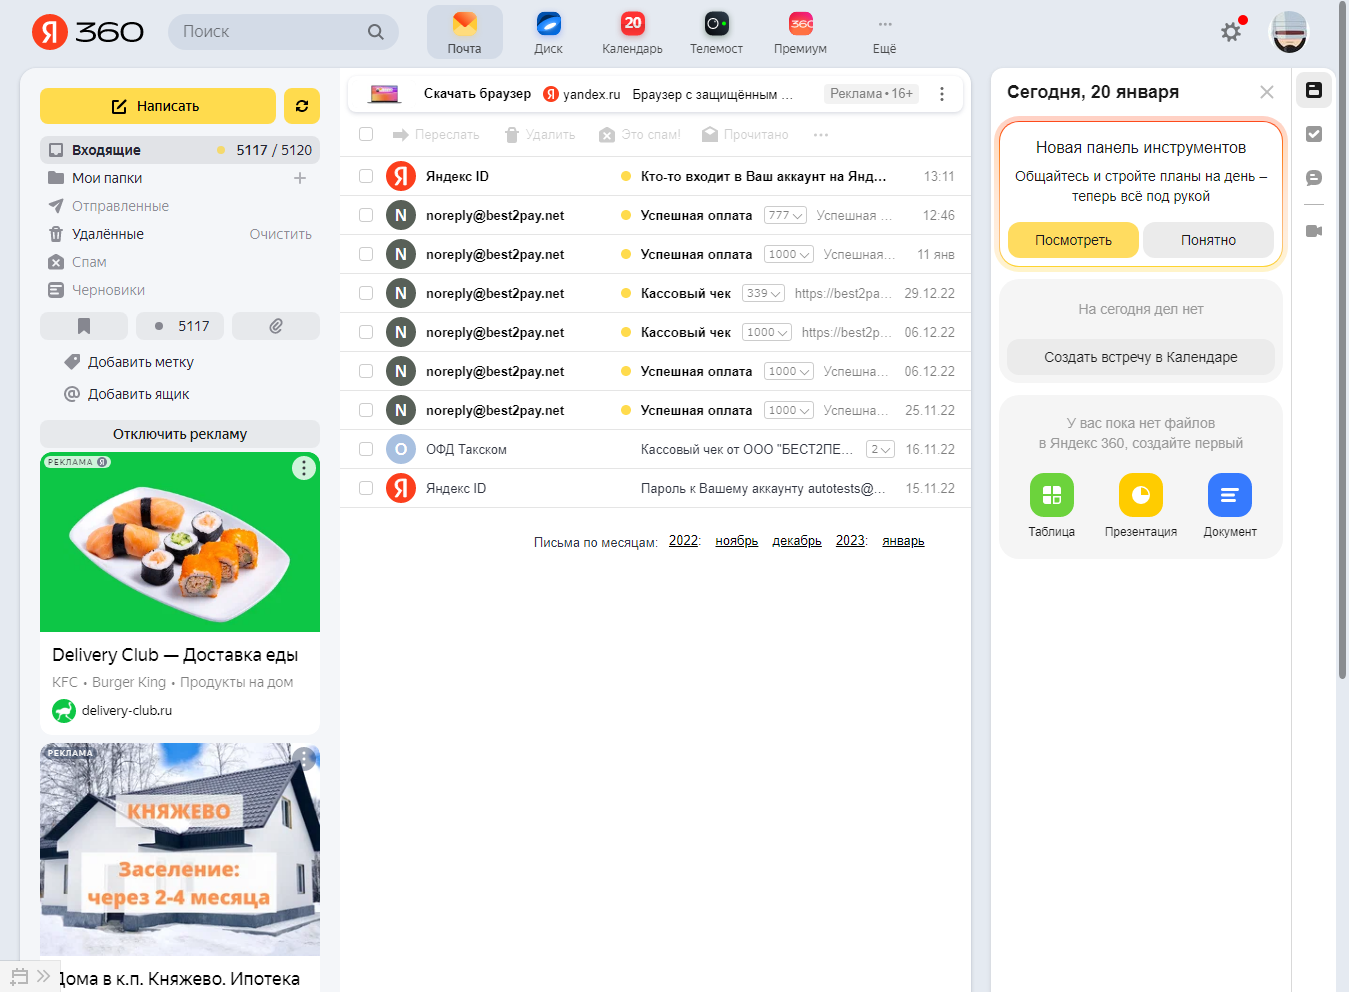 Я 360
Поиск
Почта
Диск
20
Календарь
Телемост
360
Премиум
Ещё
Написать
Входящие
5117 / 5120
Мои папки
Отправленные
Удалённые
Очистить
Спам
Черновики
5117
Добавить метку
Добавить ящик
Отключить рекламу
РЕКЛАМА Я
Delivery Club — Доставка еды
KFC • Burger King • Продукты на дом
delivery-club.ru
РЕКЛАМА
КНЯЖЕВО
Заселение:
через 2-4 месяца
Дома в к.п. Княжево. Ипотека
Скачать браузер Я yandex.ru Браузер с защищённым ... Реклама • 16+
Переслать Удалить Это спам! Прочитано
Я Яндекс ID Кто-то входит в Ваш аккаунт на Янд... 13:11
N noreply@best2pay.net Успешная оплата 777 Успешная ... 12:46
N noreply@best2pay.net Успешная оплата 1000 Успешная... 11 янв
N noreply@best2pay.net Кассовый чек 339 https://best2pa... 29.12.22
N noreply@best2pay.net Кассовый чек 1000 https://best2p... 06.12.22
N noreply@best2pay.net Успешная оплата 1000 Успешна... 06.12.22
N noreply@best2pay.net Успешная оплата 1000 Успешна... 25.11.22
О ОФД Такском Кассовый чек от ООО "БЕСТ2ПЕ... 2 16.11.22
Я Яндекс ID Пароль к Вашему аккаунту autotests@... 15.11.22
Письма по месяцам: 2022: ноябрь декабрь 2023: январь
Сегодня, 20 января
Новая панель инструментов
Общайтесь и стройте планы на день –
теперь всё под рукой
Посмотреть
Понятно
На сегодня дел нет
Создать встречу в Календаре
У вас пока нет файлов
в Яндекс 360, создайте первый
Таблица
Презентация
Документ